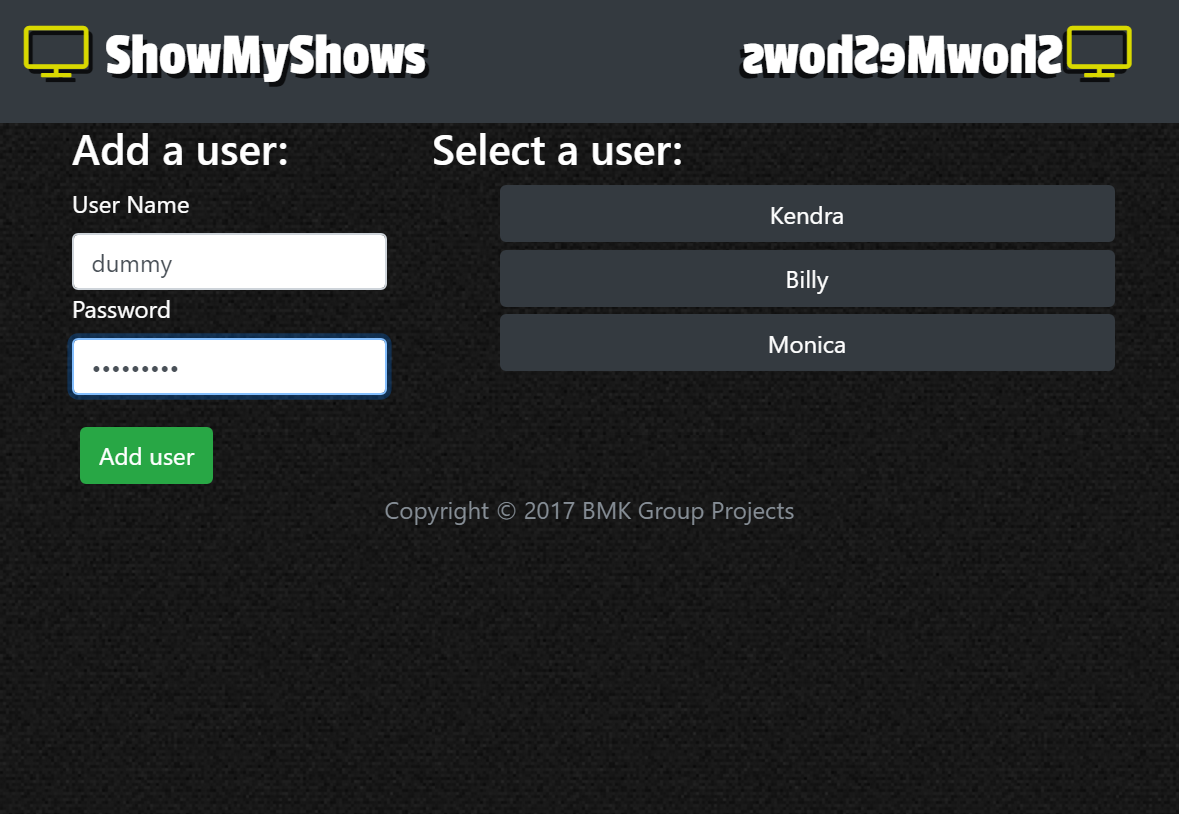 ShowMyShows
ShowMeShows
Add a user:
User Name
dummy
Password
•••••••••
Add user
Select a user:
Kendra
Billy
Monica
Copyright © 2017 BMK Group Projects